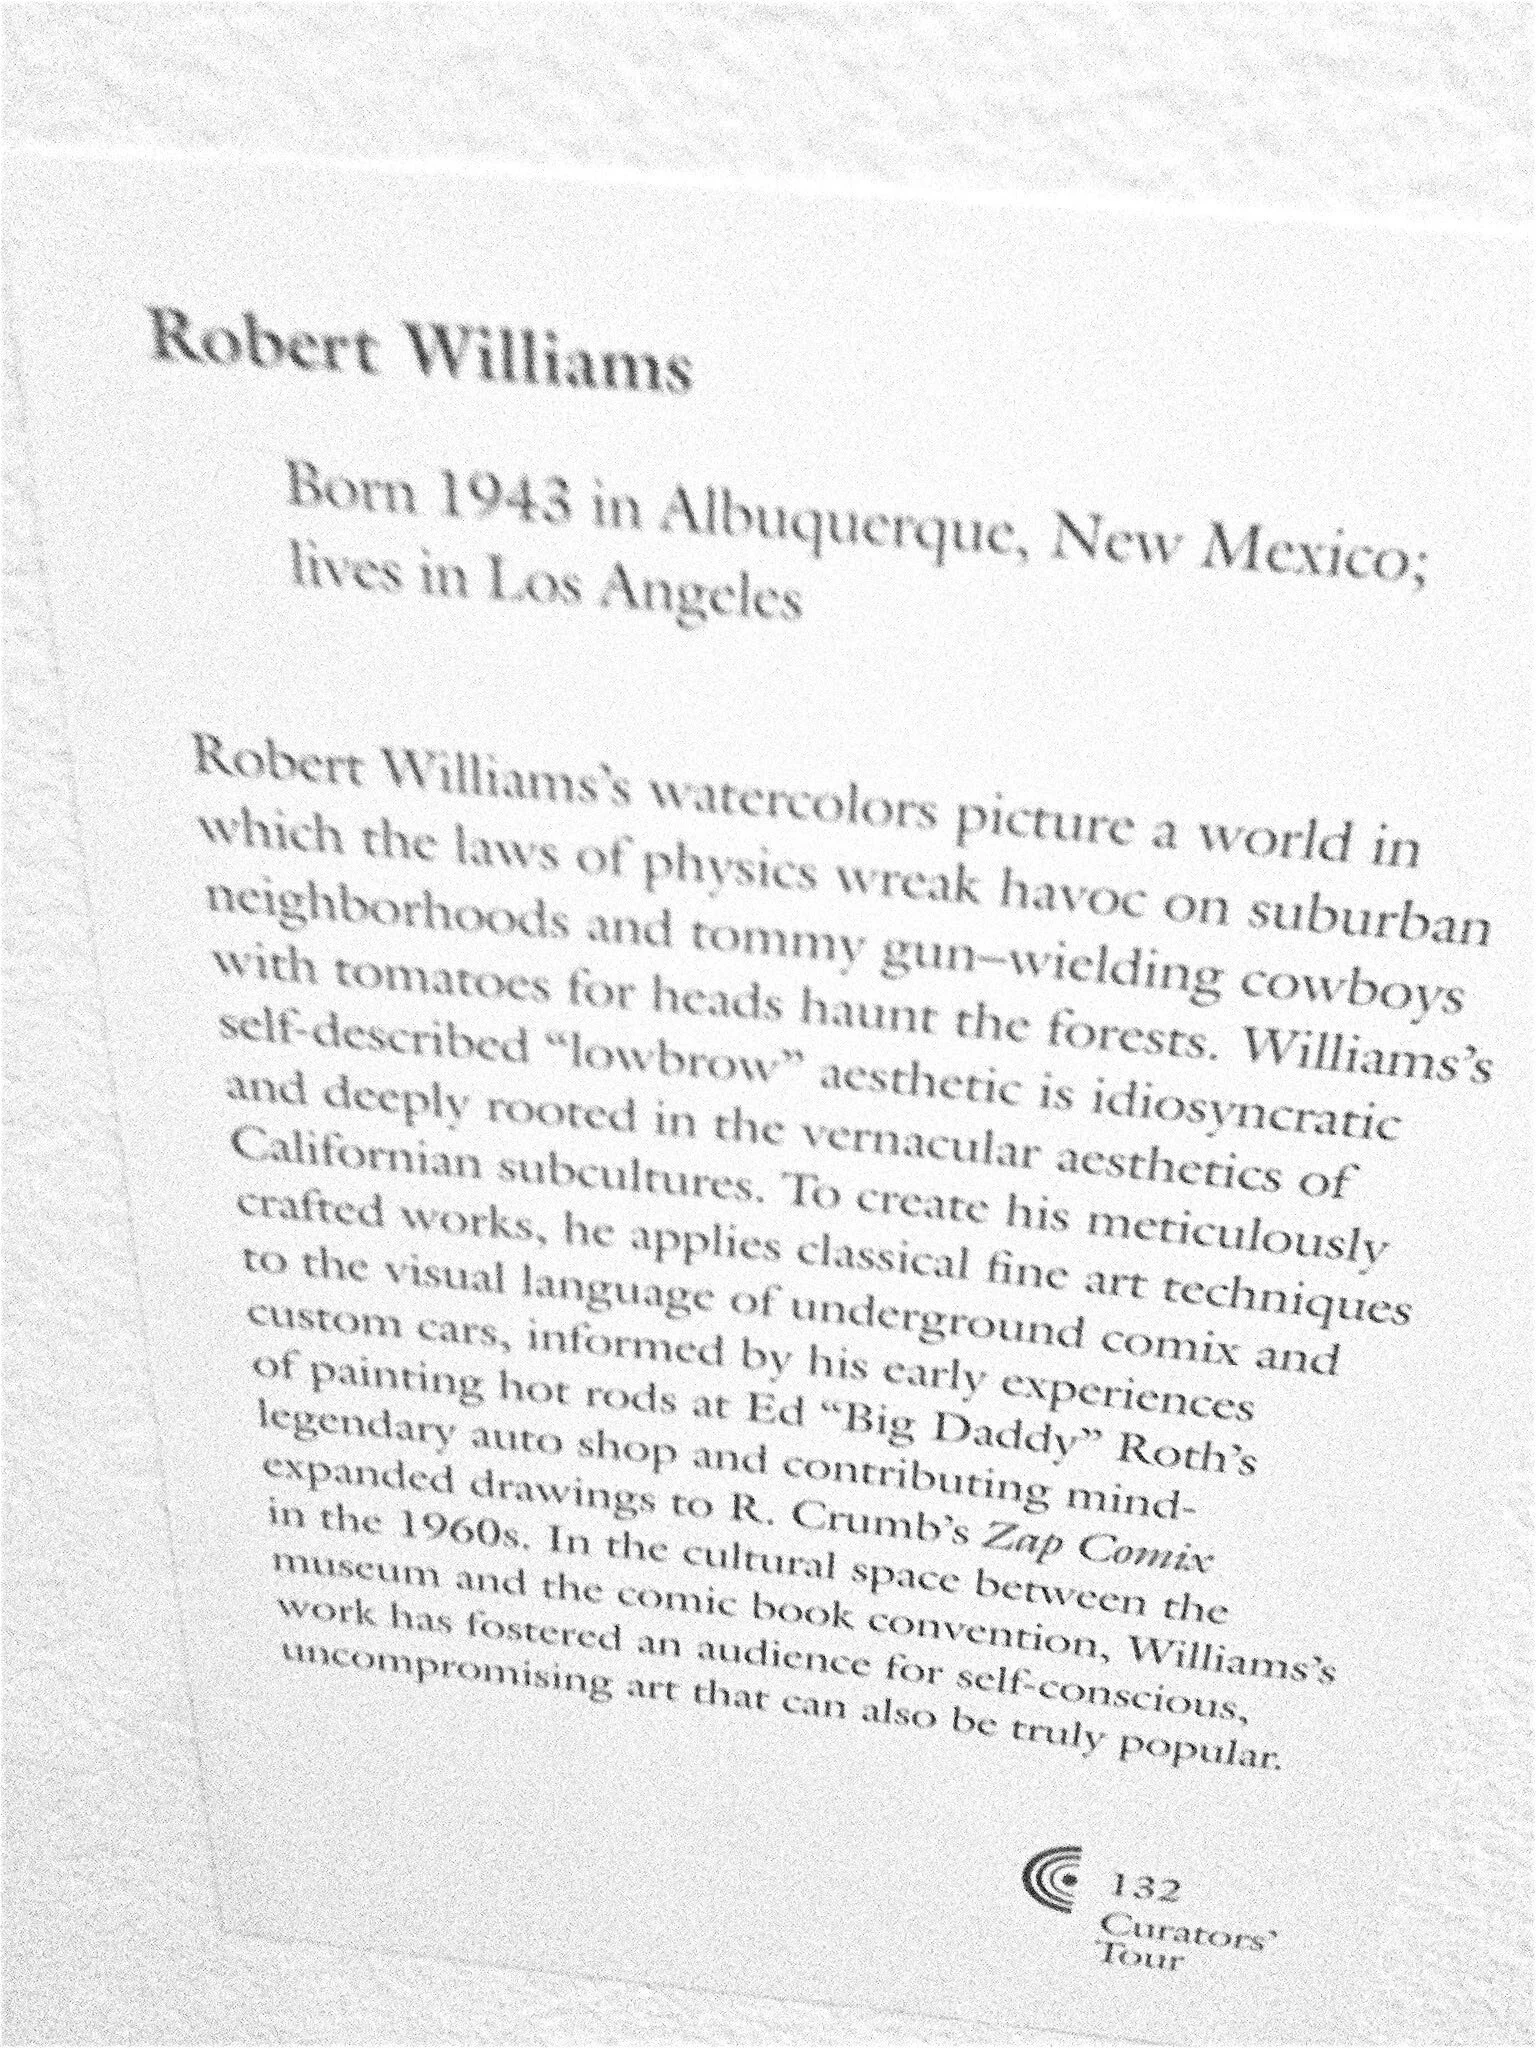 Robert Williams
Born 1943 in Albuquerque, New Mexico;
lives in Los Angeles
Robert Williams's watercolors picture a world in
which the laws of physics wreak havoc on suburban
neighborhoods and tommy gun–wielding cowboys
with tomatoes for heads haunt the forests. Williams's
self-described “lowbrow” aesthetic is idiosyncratic
and deeply rooted in the vernacular aesthetics of
Californian subcultures. To create his meticulously
crafted works, he applies classical fine art techniques
to the visual language of underground comix and
custom cars, informed by his early experiences
of painting hot rods at Ed “Big Daddy” Roth's
legendary auto shop and contributing mind-
expanded drawings to R. Crumb's Zap Comix
in the 1960s. In the cultural space between the
museum and the comic book convention, Williams's
work has fostered an audience for self-conscious,
uncompromising art that can also be truly popular.
132
Curators'
Tour